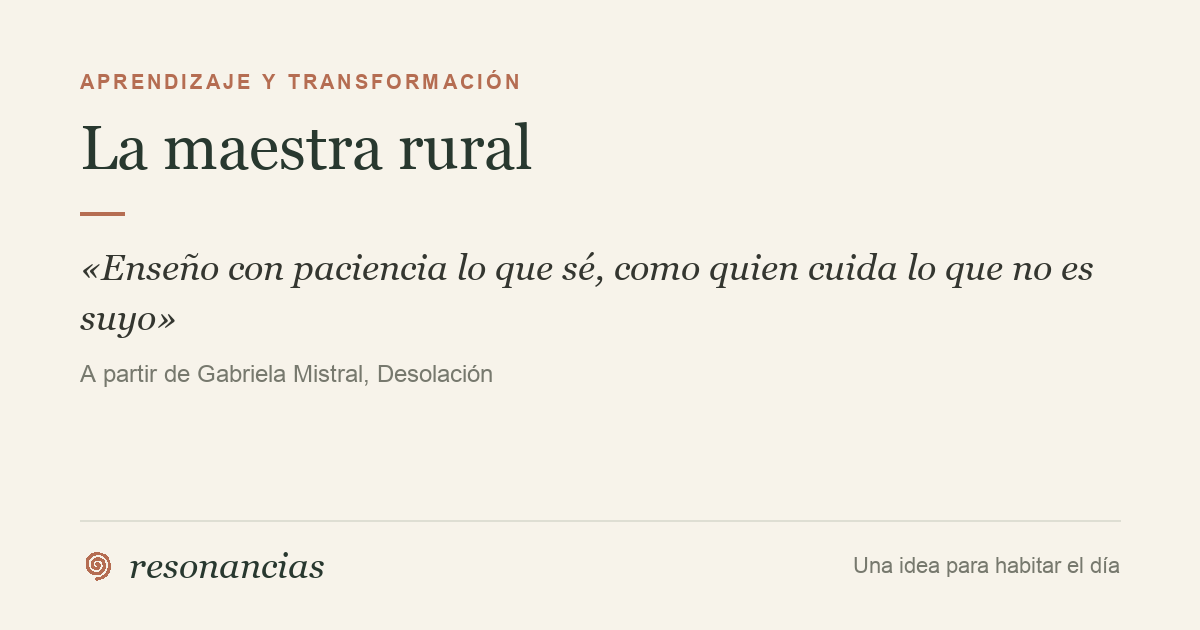 APRENDIZAJE Y TRANSFORMACIÓN
La maestra rural
«Enseño con paciencia lo que sé, como quien cuida lo que no es
suyo»
A partir de Gabriela Mistral, Desolación
resonancias
Una idea para habitar el día